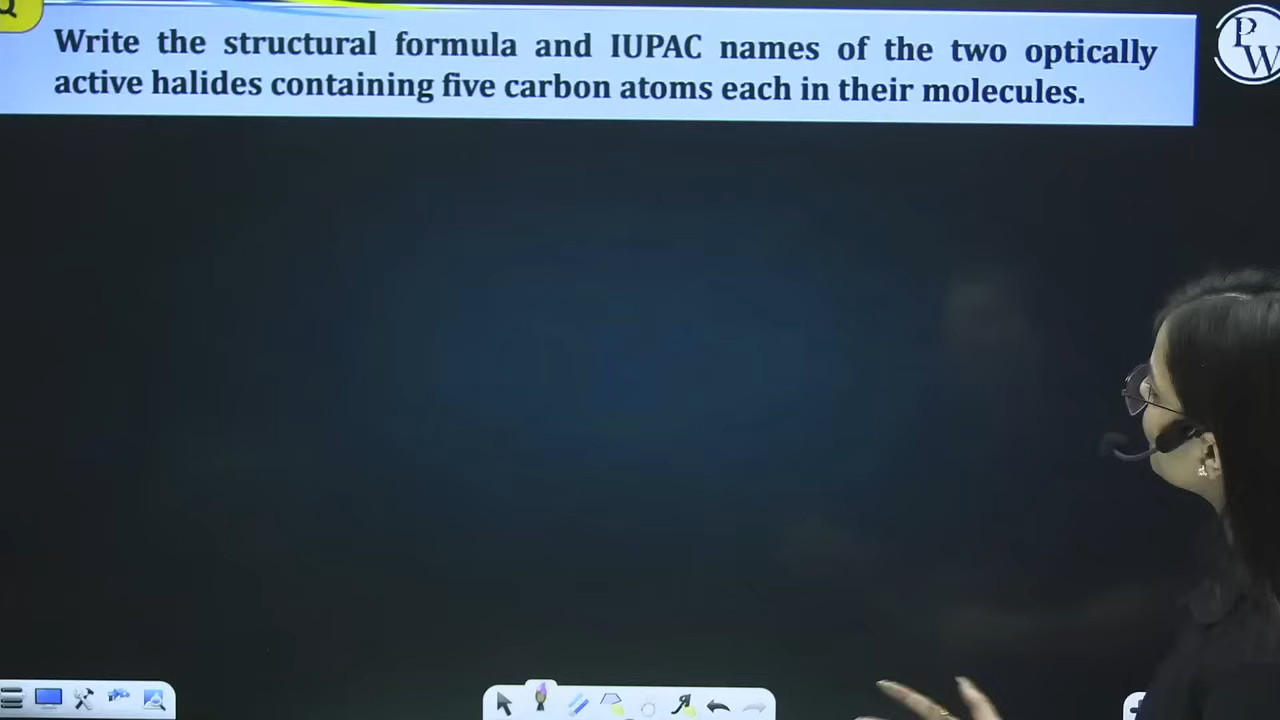 Q
Write the structural formula and IUPAC names of the two optically
active halides containing five carbon atoms each in their molecules.
PW